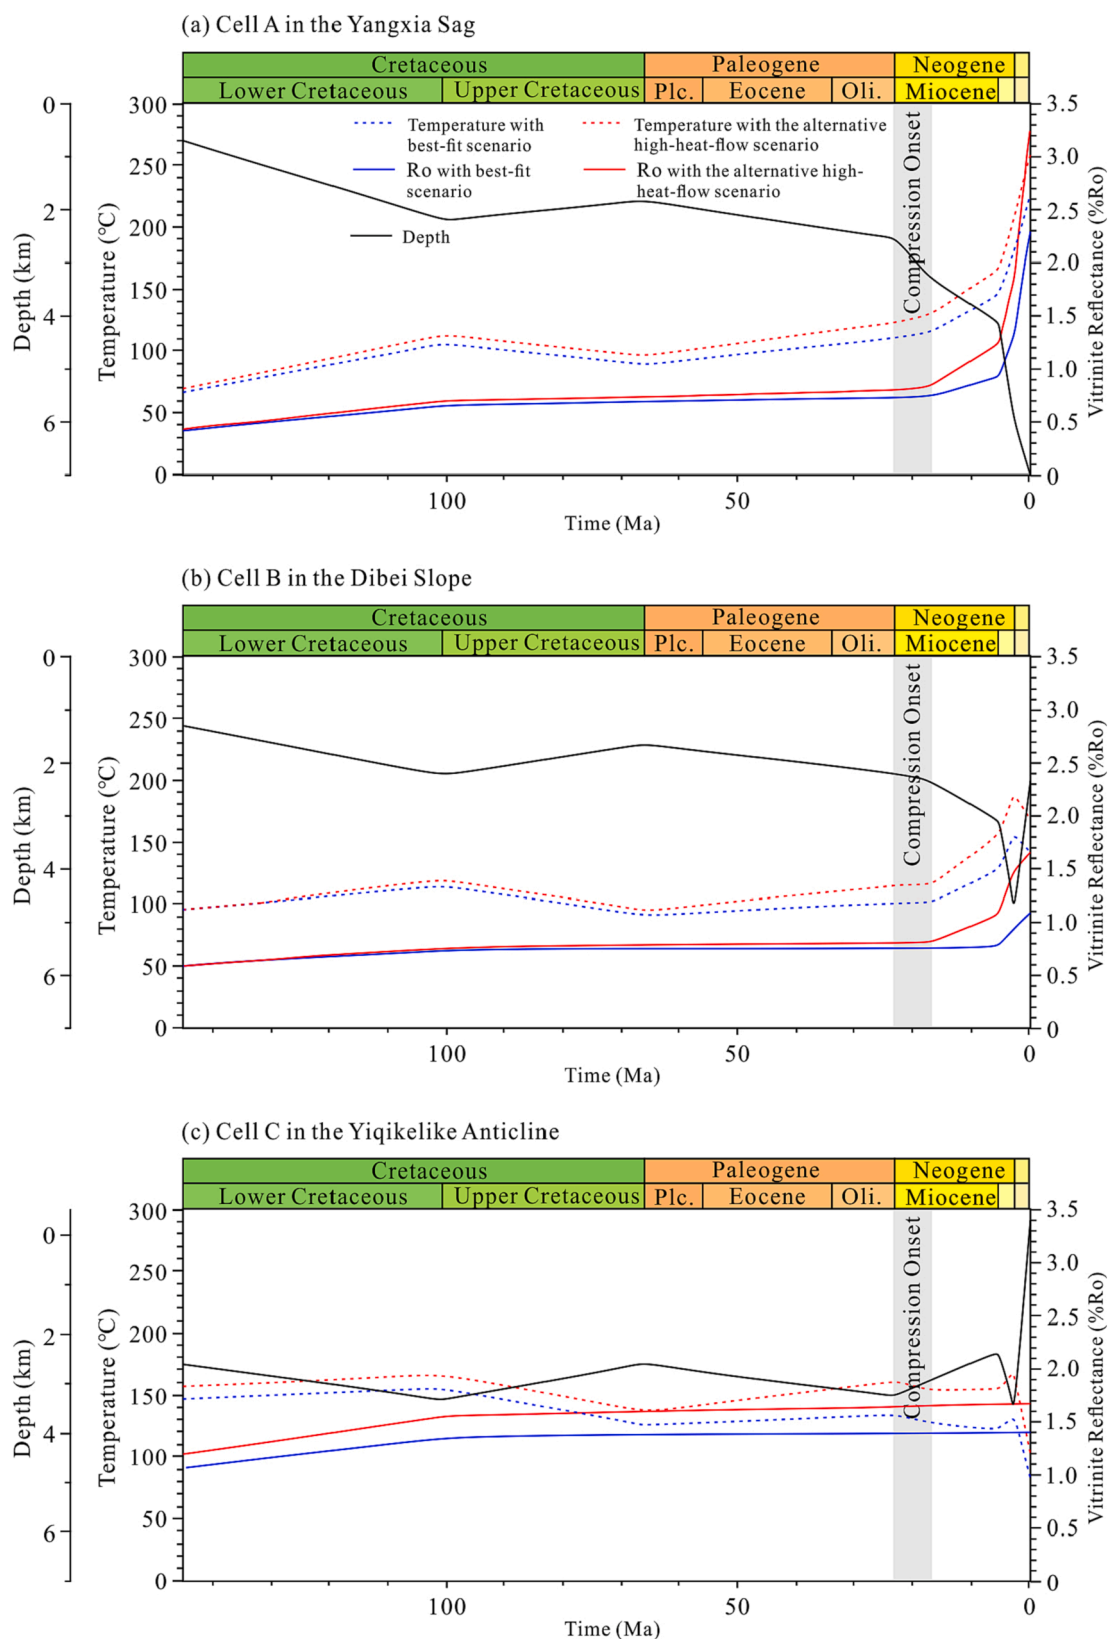 (a) Cell A in the Yangxia Sag
Cretaceous Paleogene Neogene
Lower Cretaceous Upper Cretaceous Plc. Eocene Oli. Miocene
Temperature with best-fit scenario
Temperature with the alternative high-heat-flow scenario
Ro with best-fit scenario
Ro with the alternative high-heat-flow scenario
Depth
Compression Onset
Depth (km)
0
2
4
6
Temperature (°C)
300
250
200
150
100
50
0
Vitrinite Reflectance (%Ro)
3.5
3.0
2.5
2.0
1.5
1.0
0.5
0
100 50 0
Time (Ma)
(b) Cell B in the Dibei Slope
Cretaceous Paleogene Neogene
Lower Cretaceous Upper Cretaceous Plc. Eocene Oli. Miocene
Compression Onset
Depth (km)
0
2
4
6
Temperature (°C)
300
250
200
150
100
50
0
Vitrinite Reflectance (%Ro)
3.5
3.0
2.5
2.0
1.5
1.0
0.5
0
100 50 0
Time (Ma)
(c) Cell C in the Yiqikelike Anticline
Cretaceous Paleogene Neogene
Lower Cretaceous Upper Cretaceous Plc. Eocene Oli. Miocene
Compression Onset
Depth (km)
0
2
4
6
Temperature (°C)
300
250
200
150
100
50
0
Vitrinite Reflectance (%Ro)
3.5
3.0
2.5
2.0
1.5
1.0
0.5
0
100 50 0
Time (Ma)